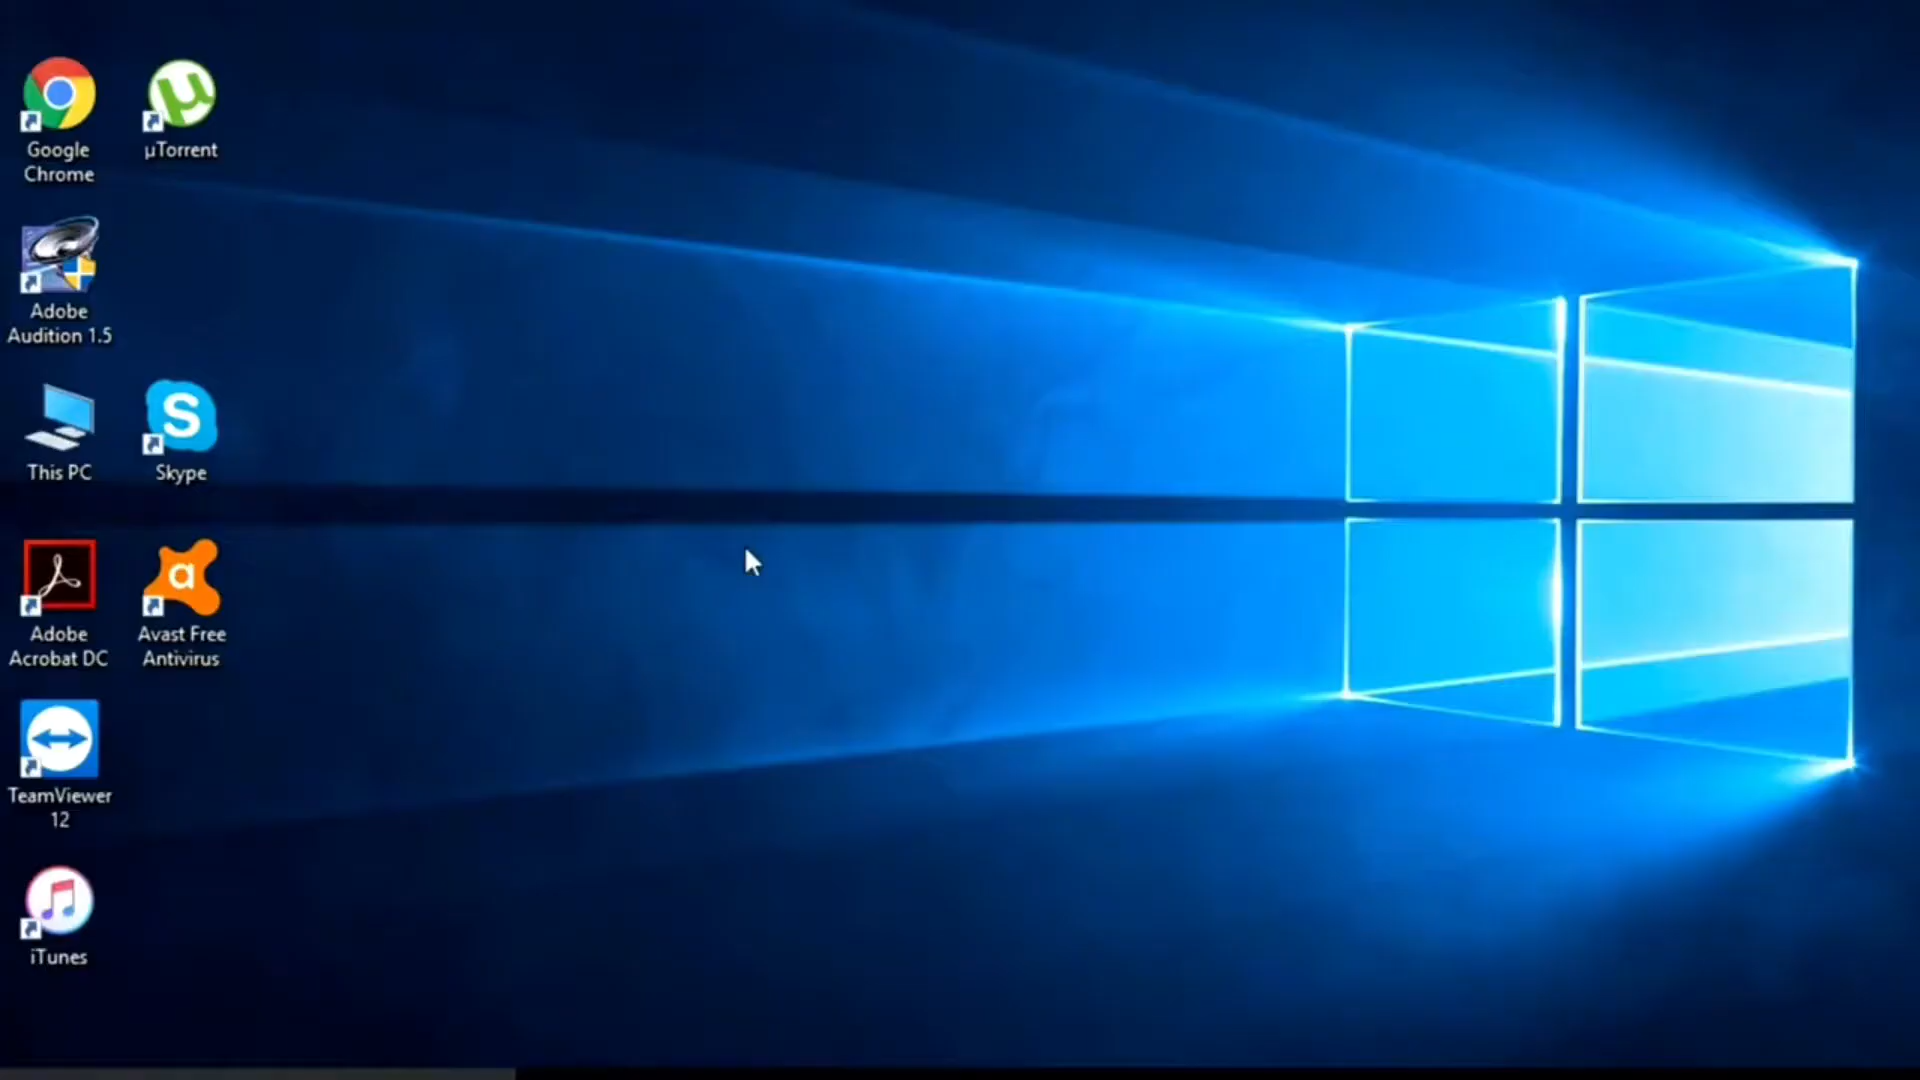 Google
Chrome
µTorrent
Adobe
Audition 1.5
This PC
Skype
Adobe
Acrobat DC
Avast Free
Antivirus
TeamViewer
12
iTunes